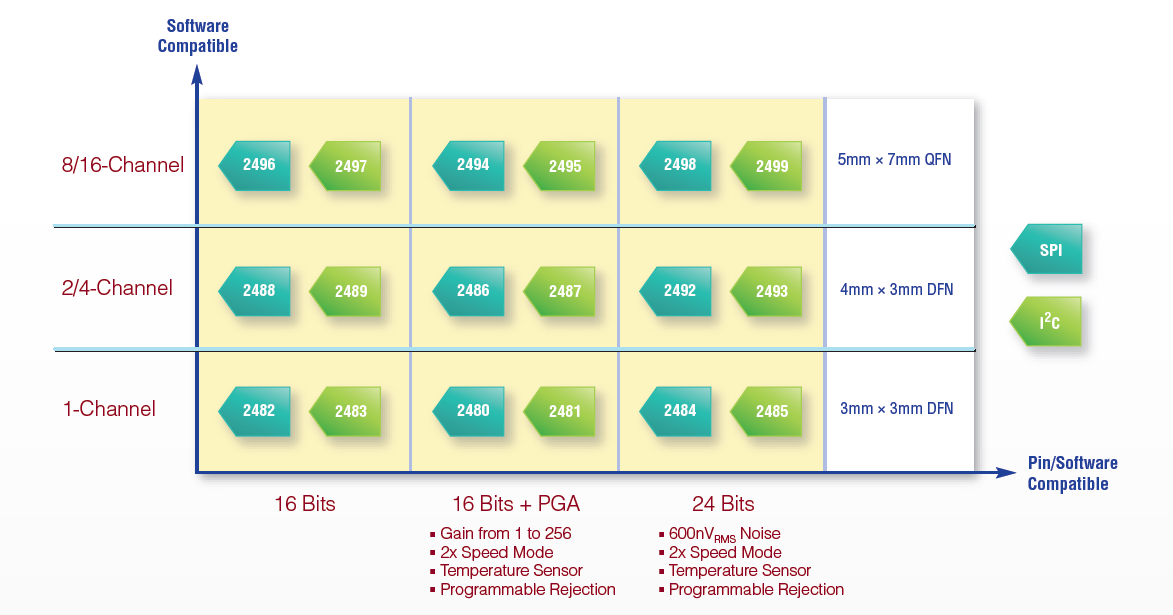 Software
Compatible
8/16-Channel
2496 2497 2494 2495 2498 2499 5mm × 7mm QFN
SPI
2/4-Channel
2488 2489 2486 2487 2492 2493 4mm × 3mm DFN
I²C
1-Channel
2482 2483 2480 2481 2484 2485 3mm × 3mm DFN
Pin/Software
Compatible
16 Bits
16 Bits + PGA
▪ Gain from 1 to 256
▪ 2x Speed Mode
▪ Temperature Sensor
▪ Programmable Rejection
24 Bits
▪ 600nVRMS Noise
▪ 2x Speed Mode
▪ Temperature Sensor
▪ Programmable Rejection